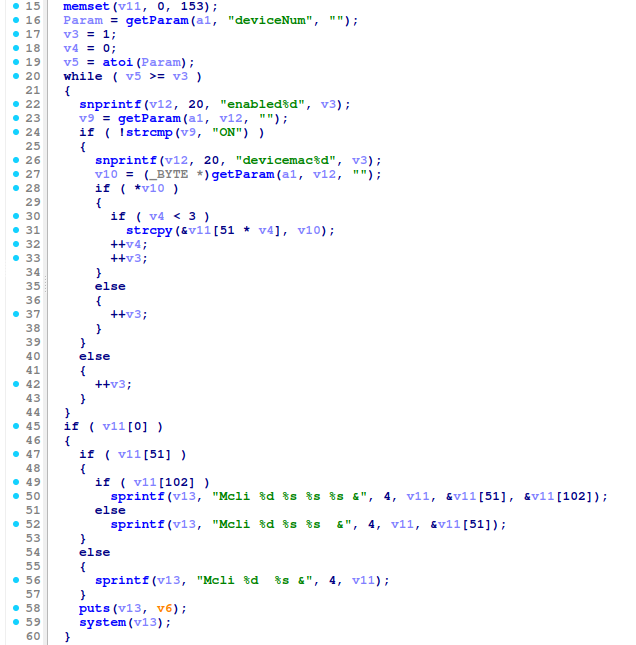 15 memset(v11, 0, 153);
16 Param = getParam(a1, "deviceNum", "");
17 v3 = 1;
18 v4 = 0;
19 v5 = atoi(Param);
20 while ( v5 >= v3 )
21 {
22 snprintf(v12, 20, "enabled%d", v3);
23 v9 = getParam(a1, v12, "");
24 if ( !strcmp(v9, "ON") )
25 {
26 snprintf(v12, 20, "devicemac%d", v3);
27 v10 = (_BYTE *)getParam(a1, v12, "");
28 if ( *v10 )
29 {
30 if ( v4 < 3 )
31 strcpy(&v11[51 * v4], v10);
32 ++v4;
33 ++v3;
34 }
35 else
36 {
37 ++v3;
38 }
39 }
40 else
41 {
42 ++v3;
43 }
44 }
45 if ( v11[0] )
46 {
47 if ( v11[51] )
48 {
49 if ( v11[102] )
50 sprintf(v13, "Mcli %d %s %s %s &", 4, v11, &v11[51], &v11[102]);
51 else
52 sprintf(v13, "Mcli %d %s %s  &", 4, v11, &v11[51]);
53 }
54 else
55 {
56 sprintf(v13, "Mcli %d  %s &", 4, v11);
57 }
58 puts(v13, v6);
59 system(v13);
60 }